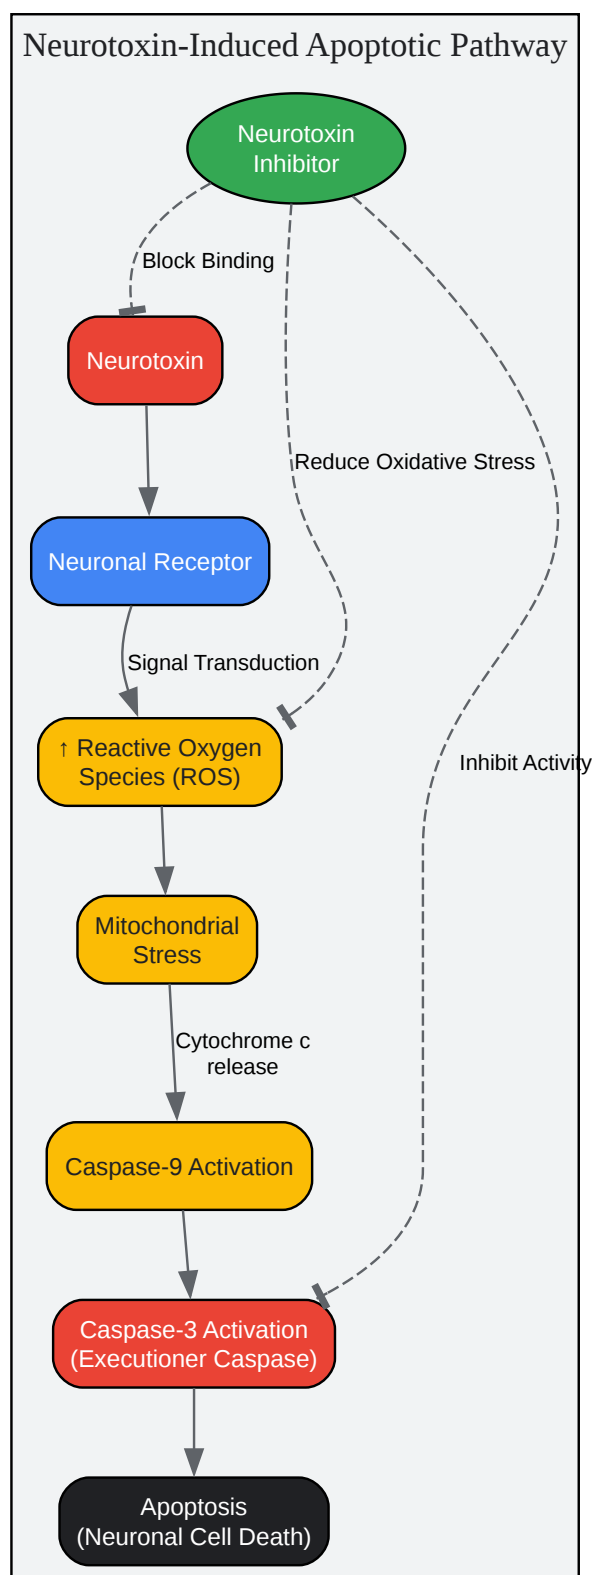 Neurotoxin-Induced Apoptotic Pathway
Neurotoxin
Inhibitor
Block Binding
Neurotoxin
Reduce Oxidative Stress
Neuronal Receptor
Signal Transduction
↑ Reactive Oxygen
Species (ROS)
Inhibit Activity
Mitochondrial
Stress
Cytochrome c
release
Caspase-9 Activation
Caspase-3 Activation
(Executioner Caspase)
Apoptosis
(Neuronal Cell Death)